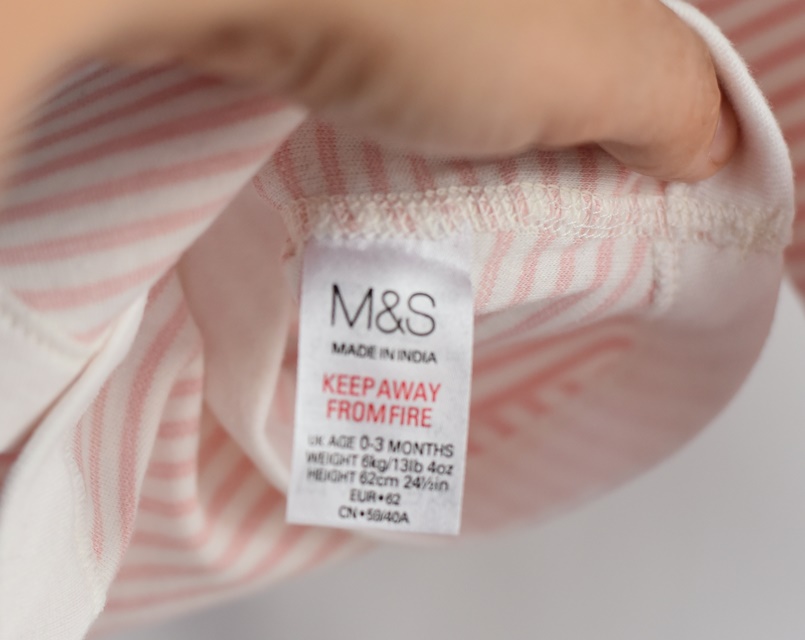 M&S
MADE IN INDIA
KEEP AWAY
FROM FIRE
UK AGE 0-3 MONTHS
WEIGHT 6kg/13lb 4oz
HEIGHT 62cm 24½in
EUR•62
CN•59/40A